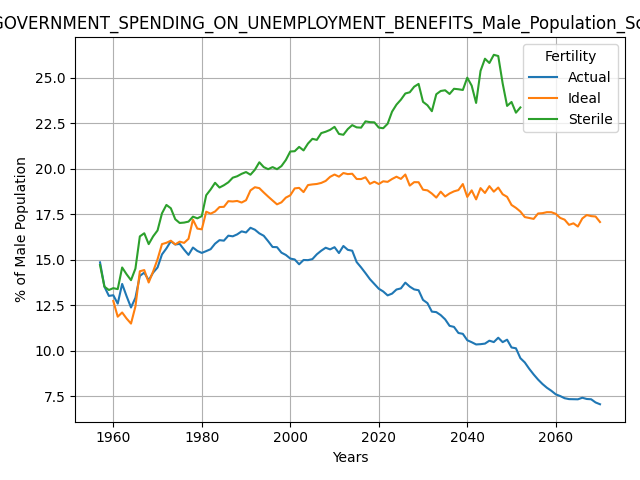 GOVERNMENT_SPENDING_ON_UNEMPLOYMENT_BENEFITS_Male_Population_Sc
Fertility
Actual
Ideal
Sterile
% of Male Population
25.0
22.5
20.0
17.5
15.0
12.5
10.0
7.5
1960 1980 2000 2020 2040 2060
Years